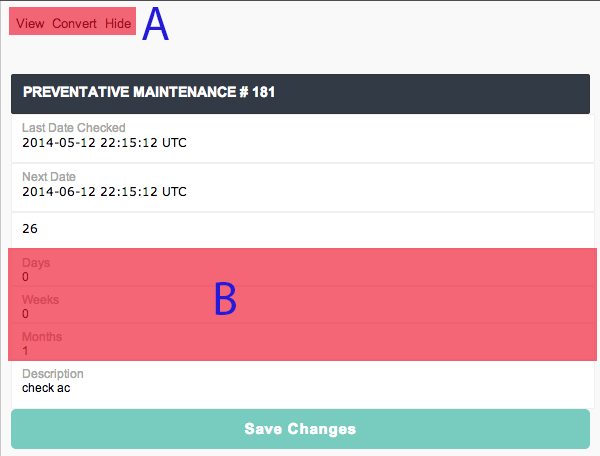 View Convert Hide A
PREVENTATIVE MAINTENANCE # 181
Last Date Checked
2014-05-12 22:15:12 UTC
Next Date
2014-06-12 22:15:12 UTC
26
Days
0
B
Weeks
0
Months
1
Description
check ac
Save Changes